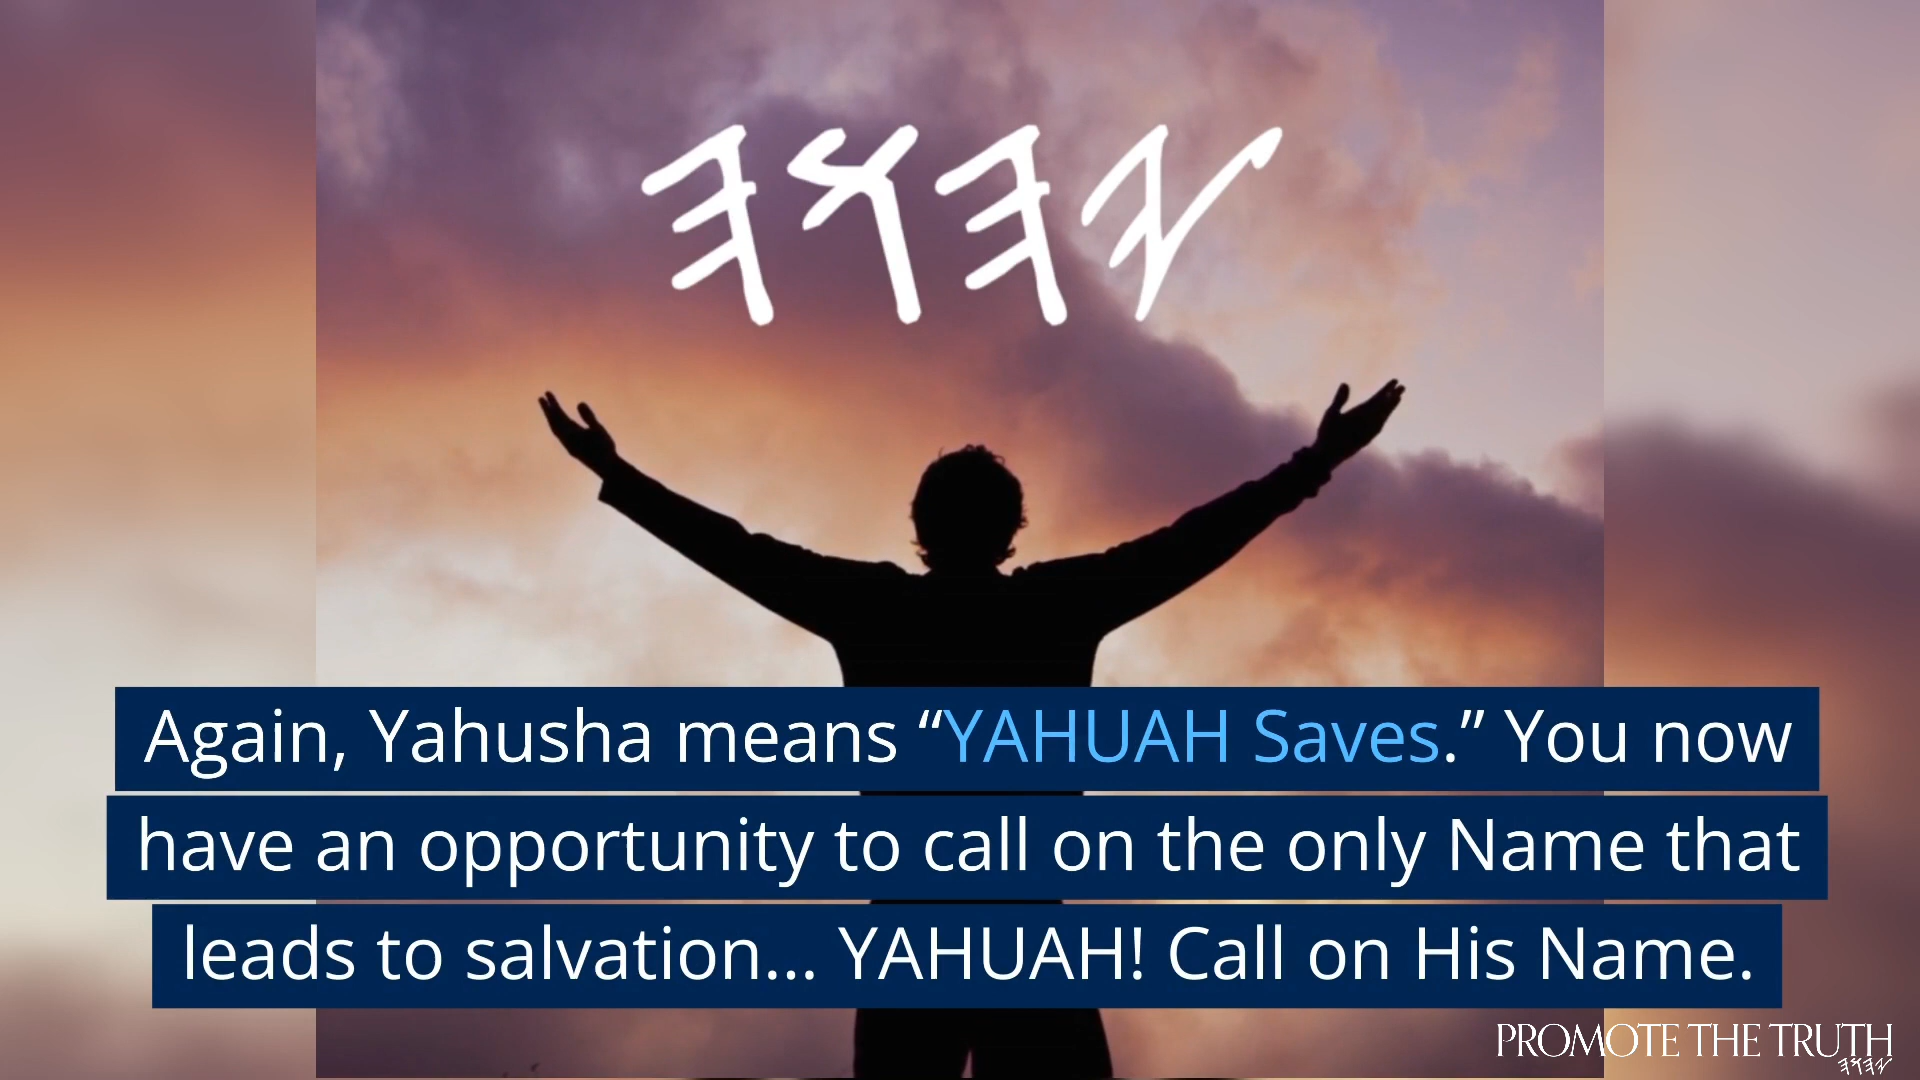 𐤉𐤄𐤅𐤄
Again, Yahusha means “YAHUAH Saves.” You now
have an opportunity to call on the only Name that
leads to salvation... YAHUAH! Call on His Name.
PROMOTE THE TRUTH
𐤉𐤄𐤅𐤄